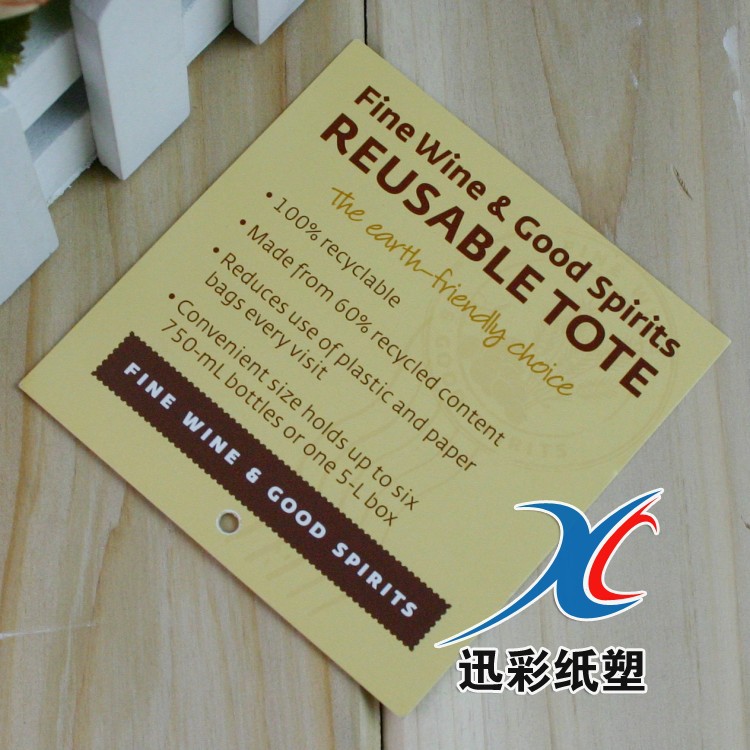 Fine Wine & Good Spirits
REUSABLE TOTE
The earth-friendly choice
• 100% recyclable
• Made from 60% recycled content
• Reduces use of plastic and paper
bags every visit
• Convenient size holds up to six
750-mL bottles or one 5-L box
FINE WINE & GOOD SPIRITS
迅彩纸塑